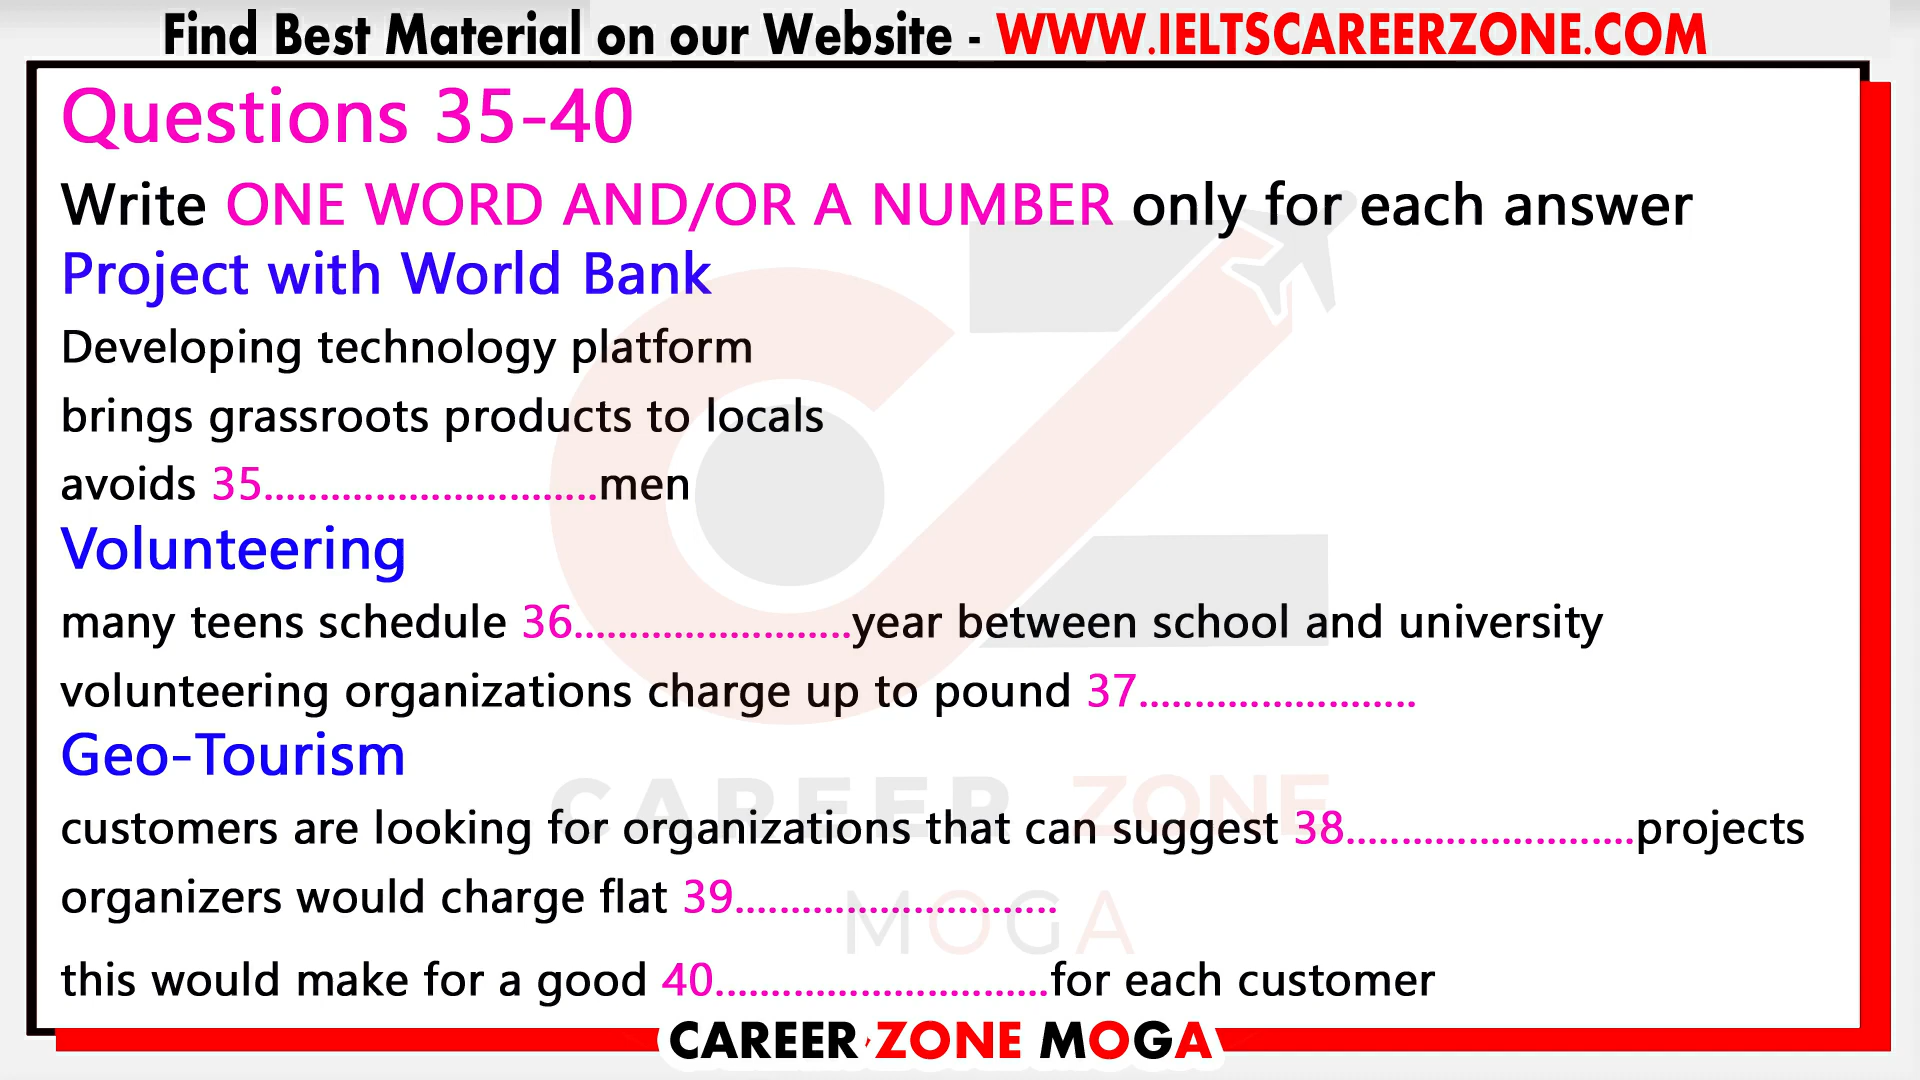 Find Best Material on our Website - WWW.IELTSCAREERZONE.COM
Questions 35-40
Write ONE WORD AND/OR A NUMBER only for each answer
Project with World Bank
Developing technology platform
brings grassroots products to locals
avoids 35..............................men
Volunteering
many teens schedule 36.........................year between school and university
volunteering organizations charge up to pound 37.........................
Geo-Tourism
customers are looking for organizations that can suggest 38..........................projects
organizers would charge flat 39.............................
this would make for a good 40..............................for each customer
CAREER ZONE
MOGA
CAREER ZONE MOGA